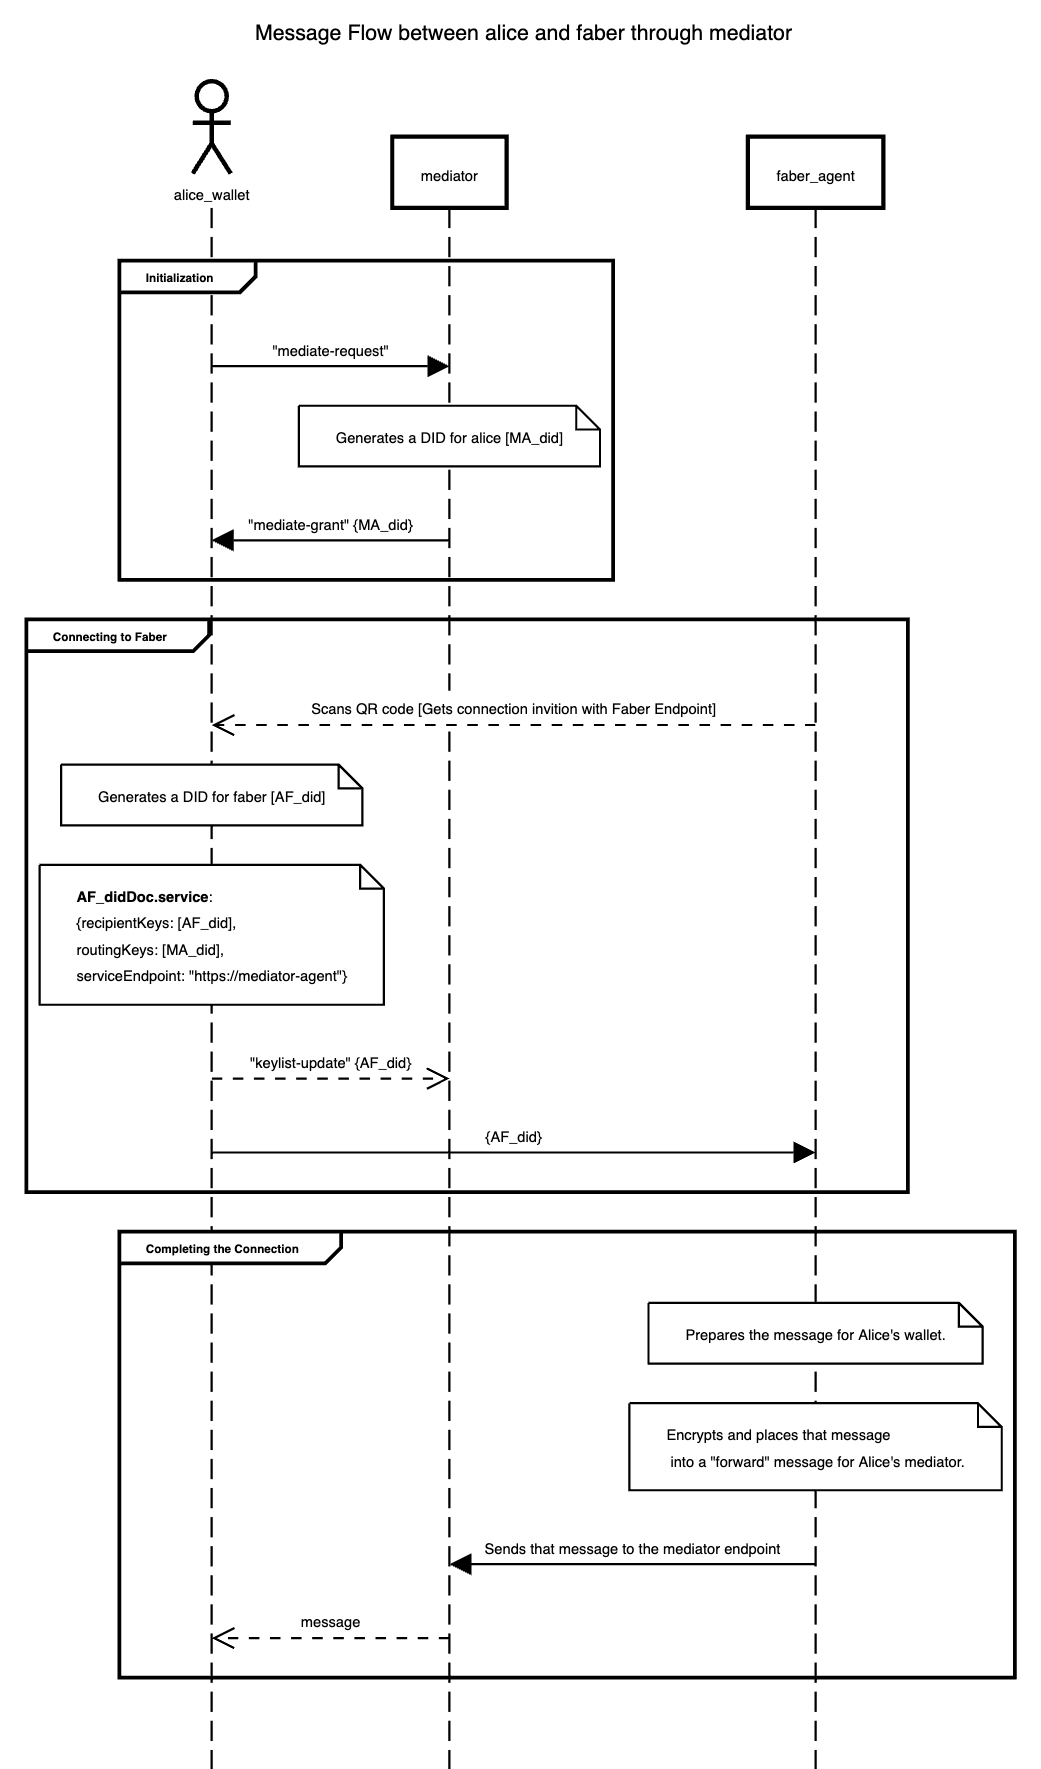 Message Flow between alice and faber through mediator
alice_wallet
mediator
faber_agent
Initialization
"mediate-request"
Generates a DID for alice [MA_did]
"mediate-grant" {MA_did}
Connecting to Faber
Scans QR code [Gets connection invition with Faber Endpoint]
Generates a DID for faber [AF_did]
AF_didDoc.service:
{recipientKeys: [AF_did],
routingKeys: [MA_did],
serviceEndpoint: "https://mediator-agent"}
"keylist-update" {AF_did}
{AF_did}
Completing the Connection
Prepares the message for Alice's wallet.
Encrypts and places that message
into a "forward" message for Alice's mediator.
Sends that message to the mediator endpoint
message